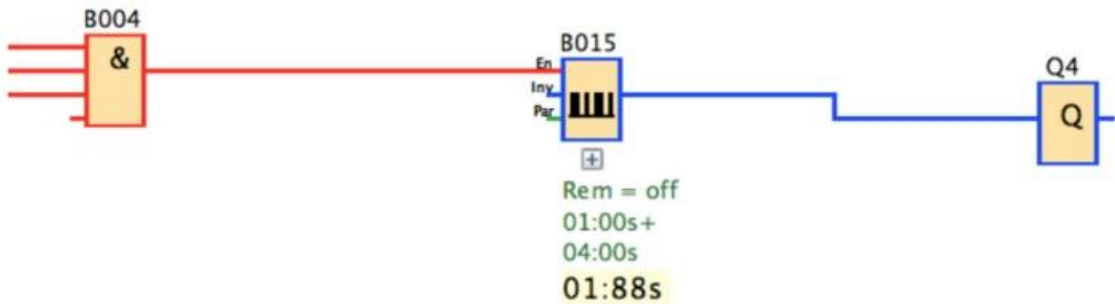 B004
&
B015
En
Inv
Par
Q4
Q
Rem = off
01:00s+
04:00s
01:88s